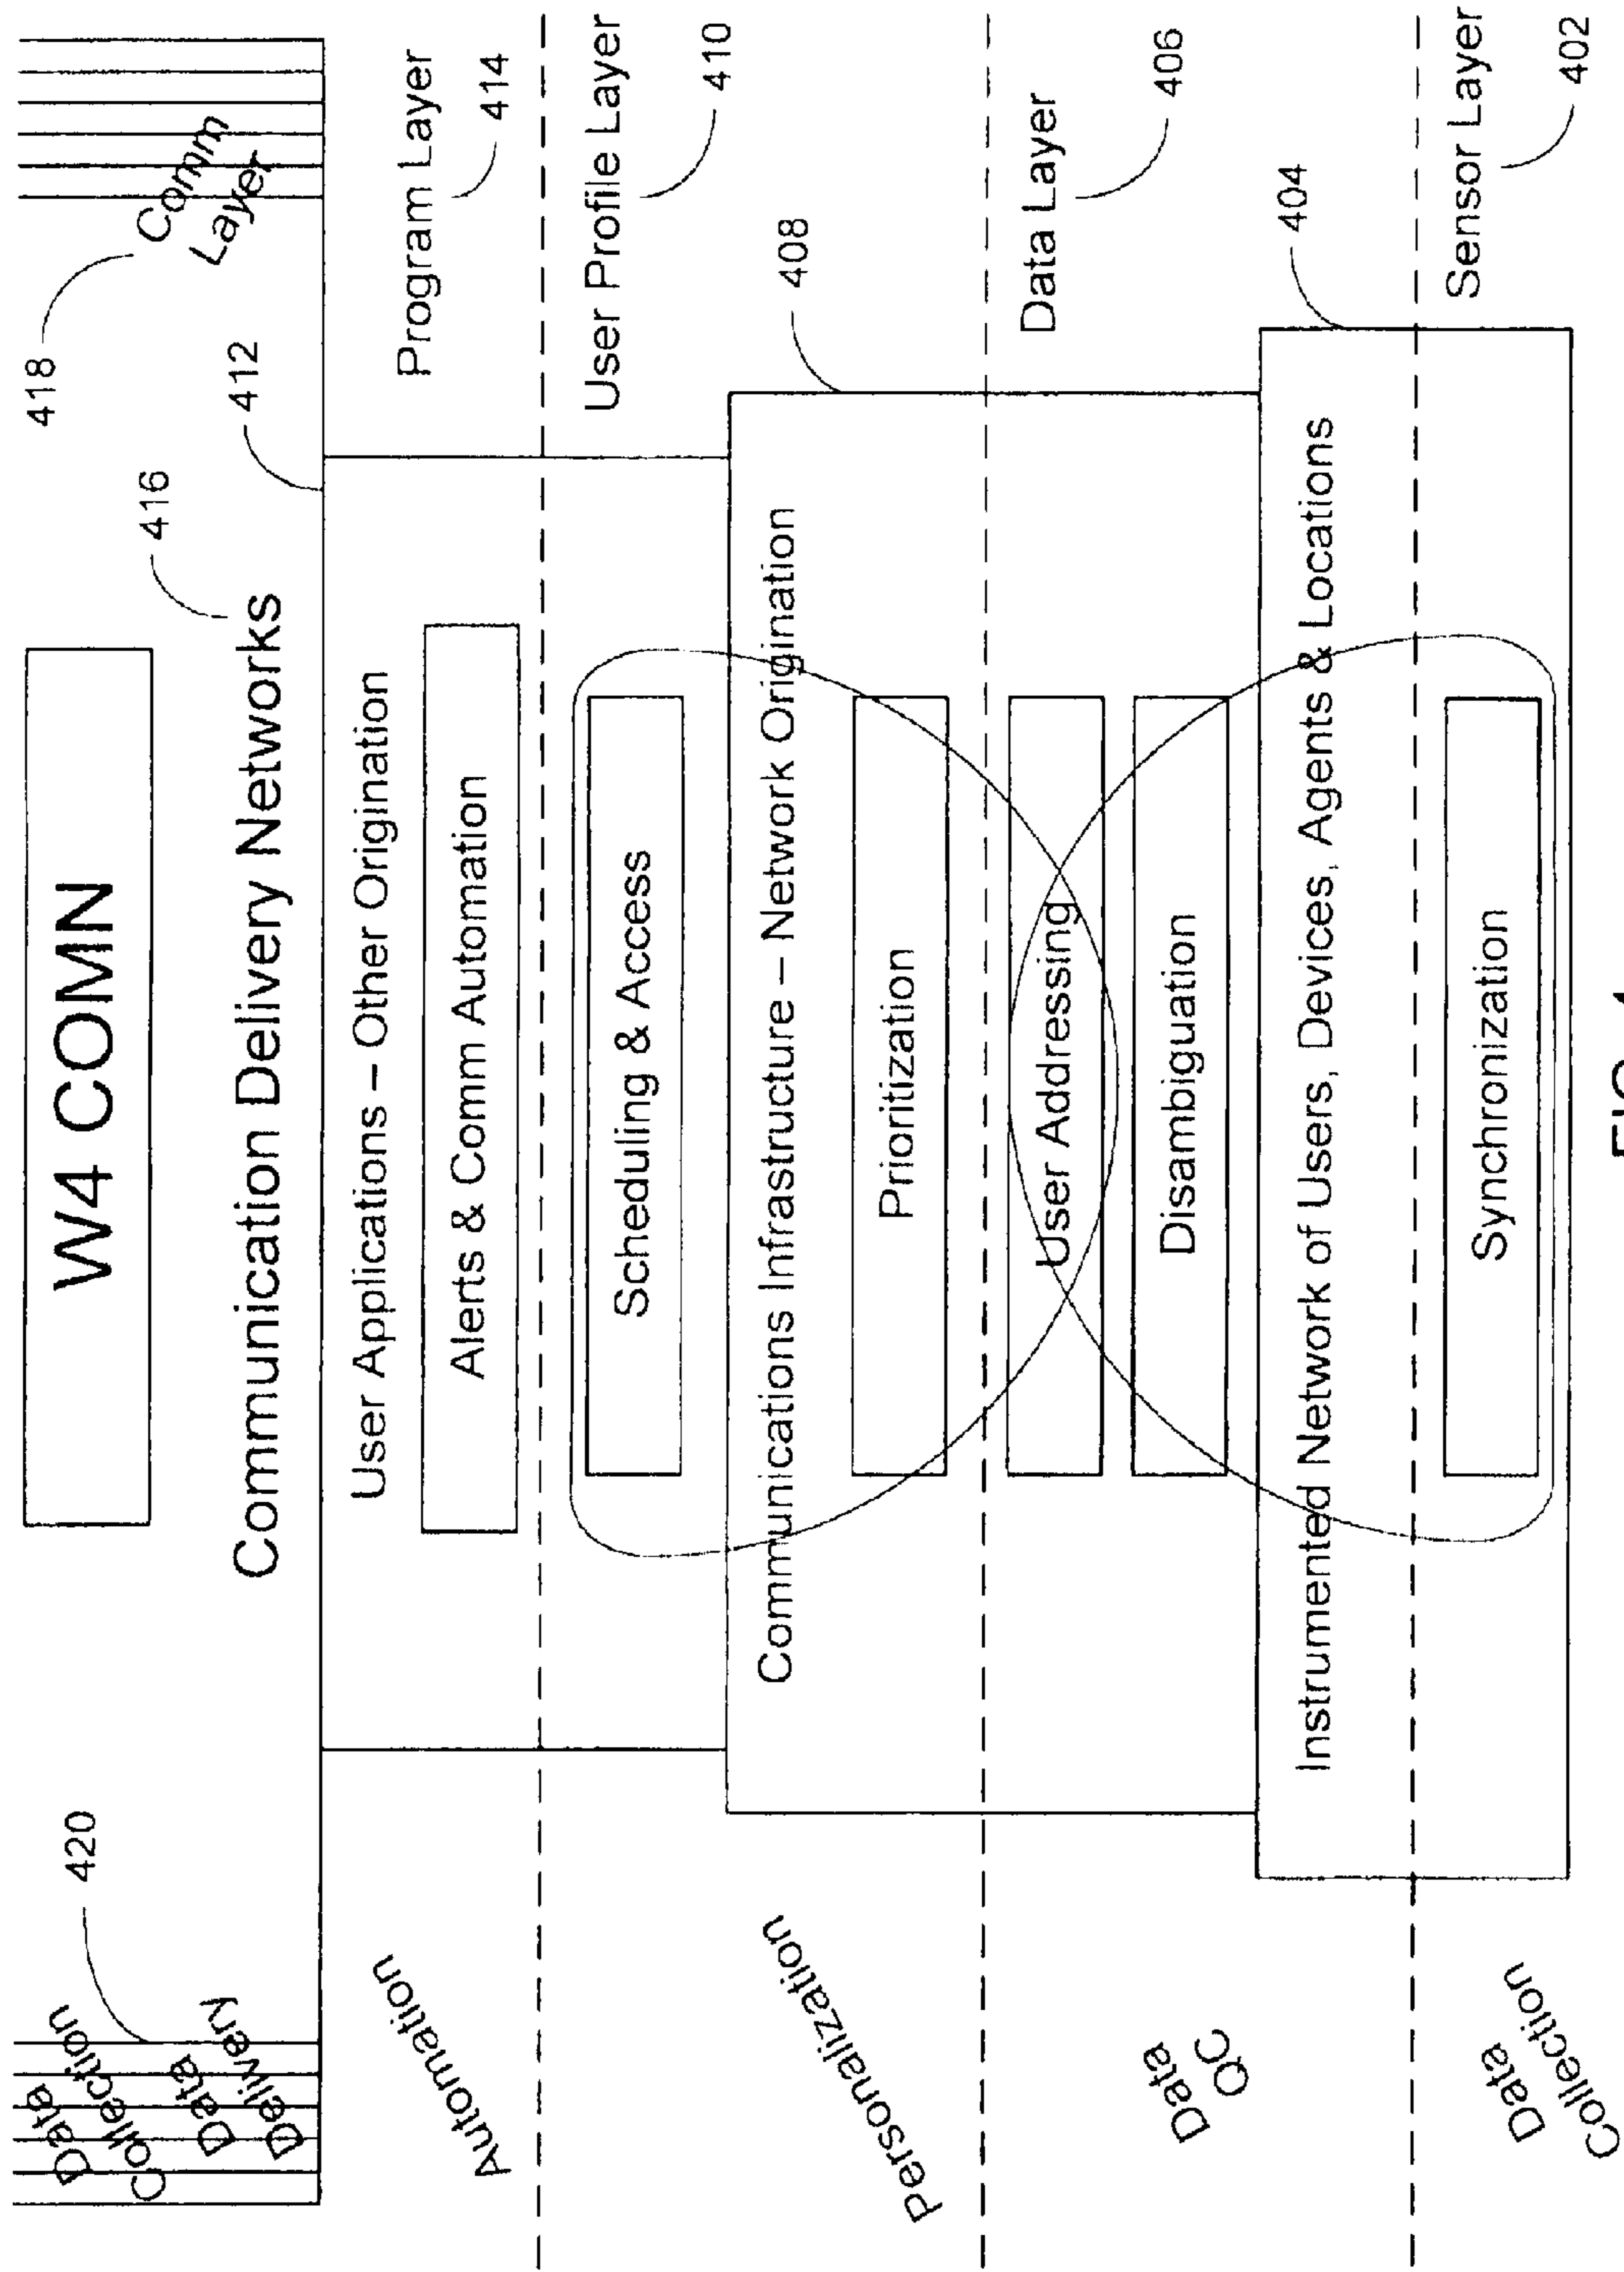 W4 COMN
418
Comm
Layer
420
Data
Collection
Data
Delivery
Communication Delivery Networks
416
412
User Applications – Other Origination
Program Layer
414
Automation
Alerts & Comm Automation
User Profile Layer
410
Scheduling & Access
Personalization
Communications Infrastructure – Network Origination
408
Prioritization
Data Layer
406
Data
QC
User Addressing
Disambiguation
404
Instrumented Network of Users, Devices, Agents & Locations
Sensor Layer
402
Data
Collection
Synchronization